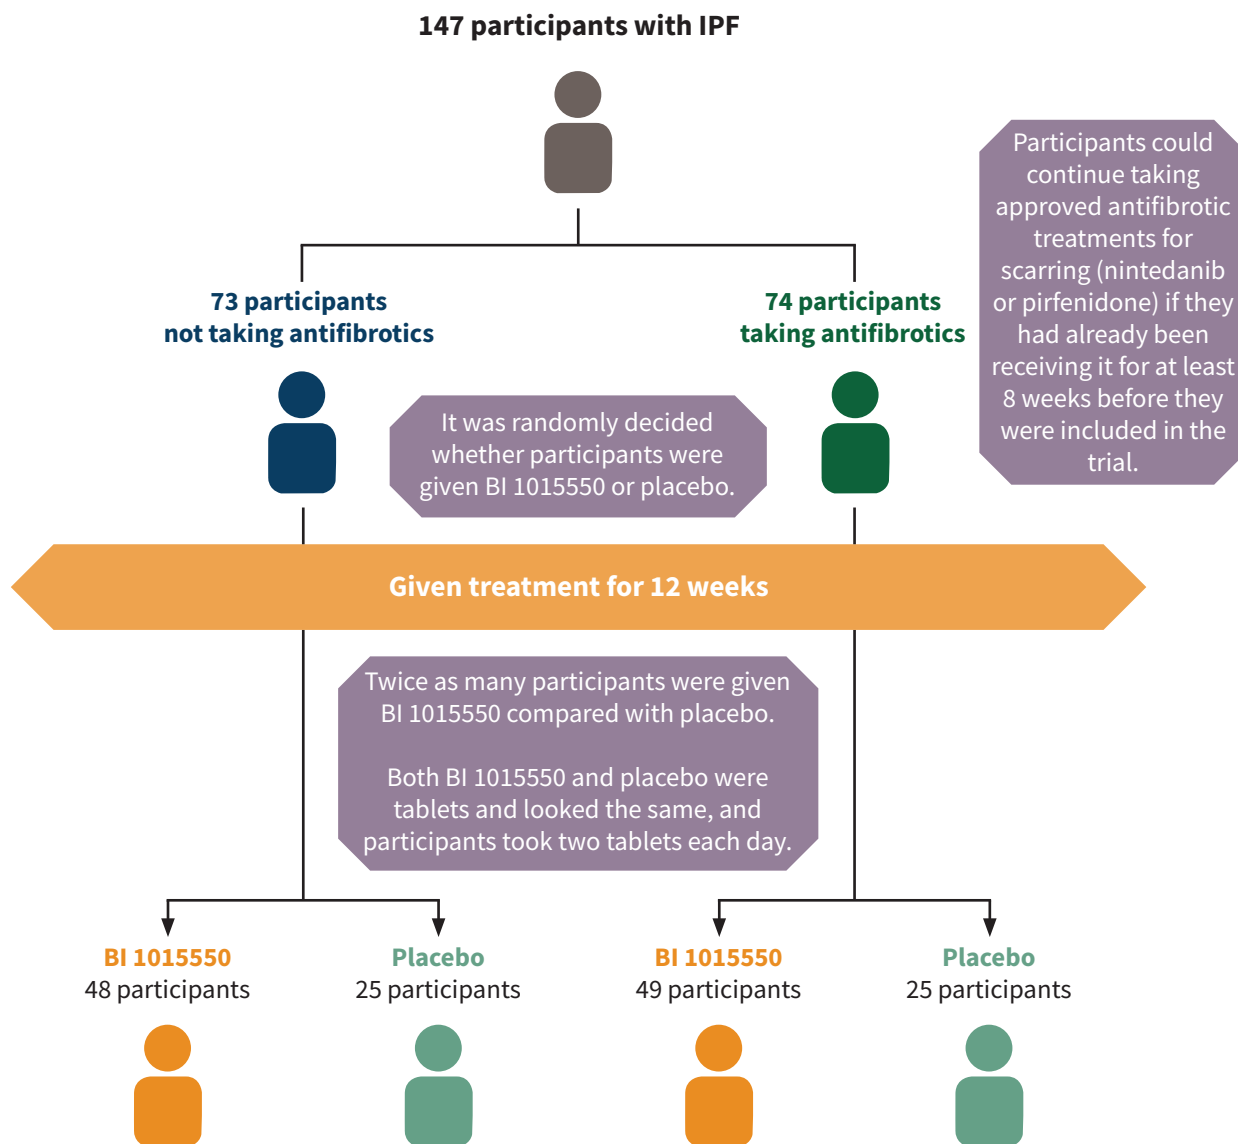 147 participants with IPF
Participants could
continue taking
approved antifibrotic
treatments for
scarring (nintedanib
or pirfenidone) if they
had already been
receiving it for at least
8 weeks before they
were included in the
trial.
73 participants
not taking antifibrotics
74 participants
taking antifibrotics
It was randomly decided
whether participants were
given BI 1015550 or placebo.
Given treatment for 12 weeks
Twice as many participants were given
BI 1015550 compared with placebo.
Both BI 1015550 and placebo were
tablets and looked the same, and
participants took two tablets each day.
BI 1015550
48 participants
Placebo
25 participants
BI 1015550
49 participants
Placebo
25 participants